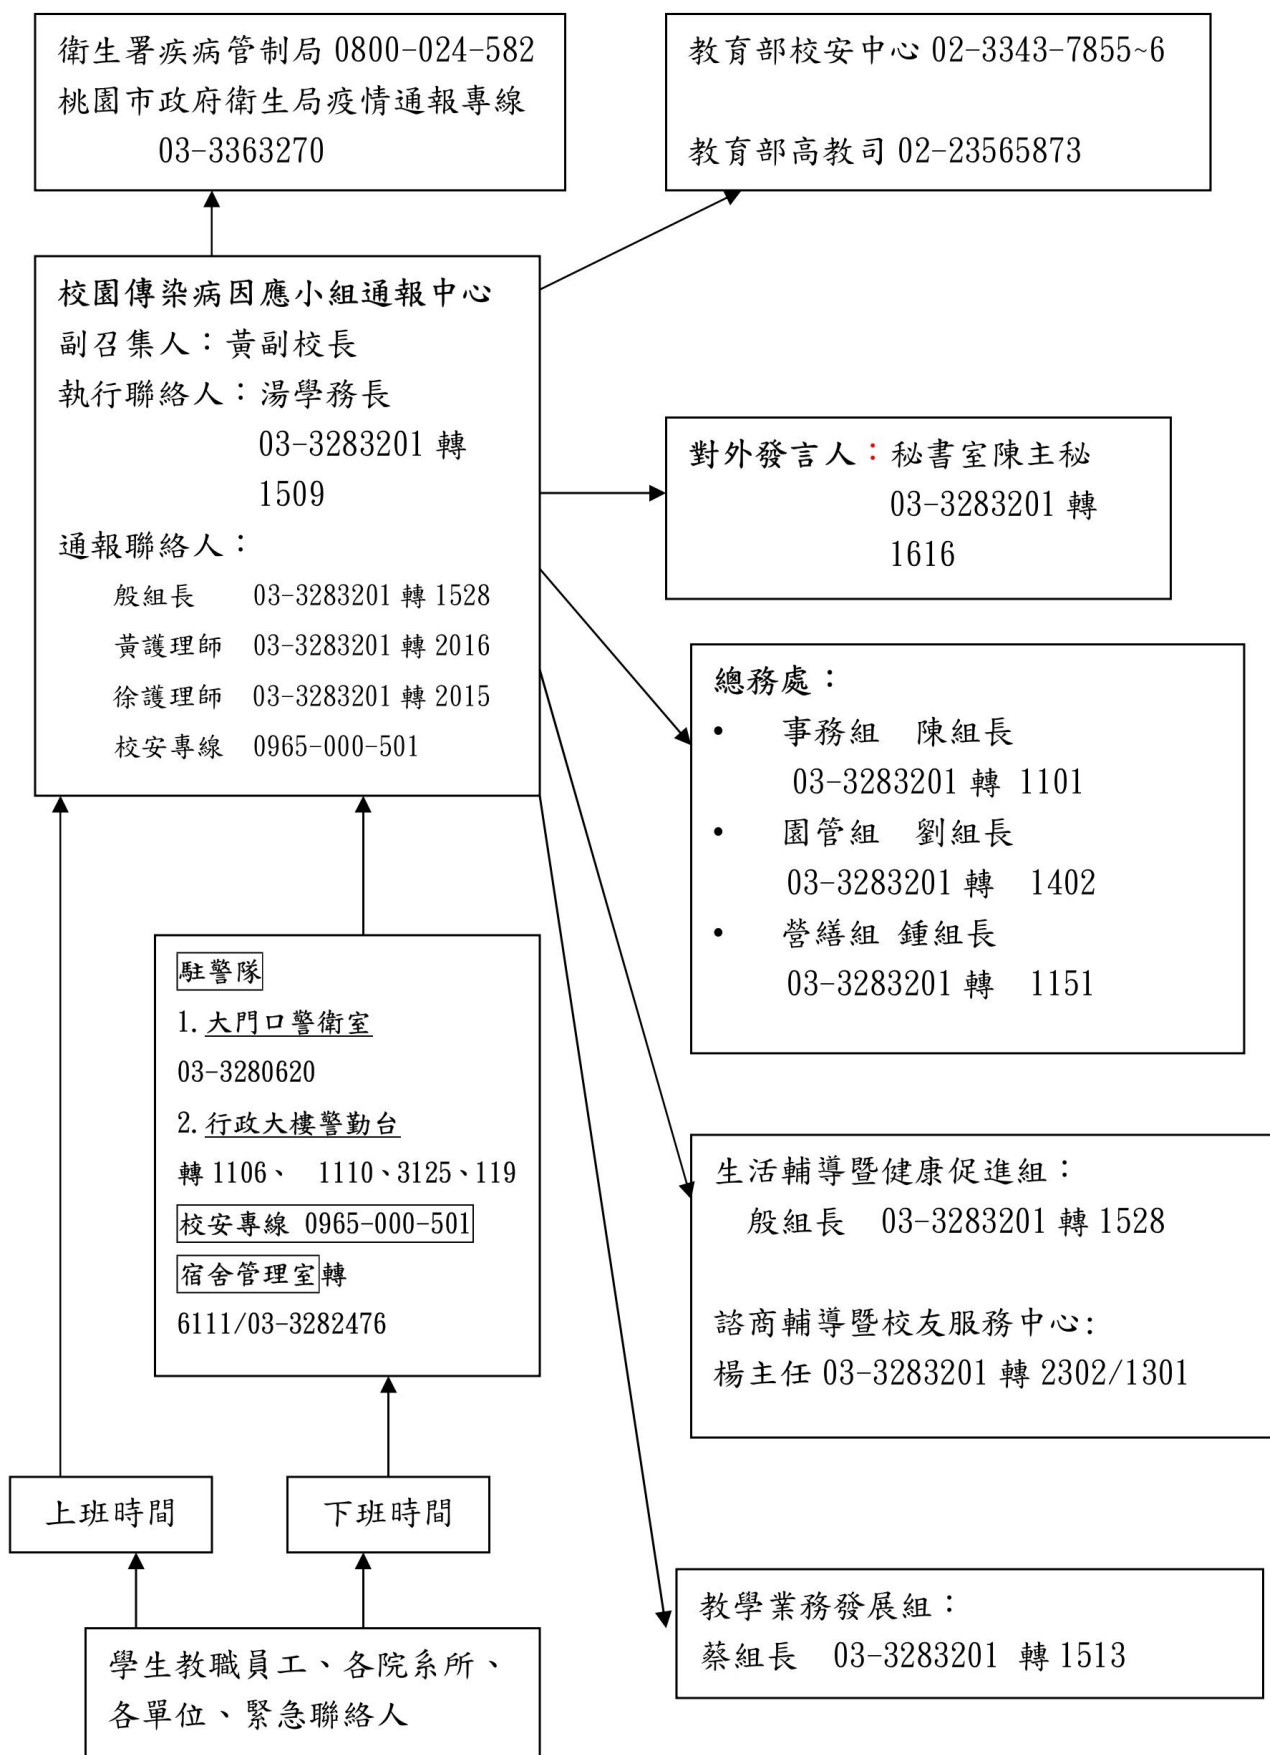 衛生署疾病管制局 0800-024-582
桃園市政府衛生局疫情通報專線
03-3363270
教育部校安中心 02-3343-7855~6
教育部高教司 02-23565873
校園傳染病因應小組通報中心
副召集人：黃副校長
執行聯絡人：湯學務長
03-3283201 轉
1509
通報聯絡人：
殷組長 03-3283201 轉 1528
黃護理師 03-3283201 轉 2016
徐護理師 03-3283201 轉 2015
校安專線 0965-000-501
對外發言人：秘書室陳主秘
03-3283201 轉
1616
總務處：
• 事務組 陳組長
03-3283201 轉 1101
• 園管組 劉組長
03-3283201 轉 1402
• 營繕組 鍾組長
03-3283201 轉 1151
駐警隊
1. 大門口警衛室
03-3280620
2. 行政大樓警勤台
轉 1106、 1110、3125、119
校安專線 0965-000-501
宿舍管理室轉
6111/03-3282476
生活輔導暨健康促進組：
殷組長 03-3283201 轉 1528
諮商輔導暨校友服務中心:
楊主任 03-3283201 轉 2302/1301
上班時間
下班時間
教學業務發展組：
蔡組長 03-3283201 轉 1513
學生教職員工、各院系所、
各單位、緊急聯絡人